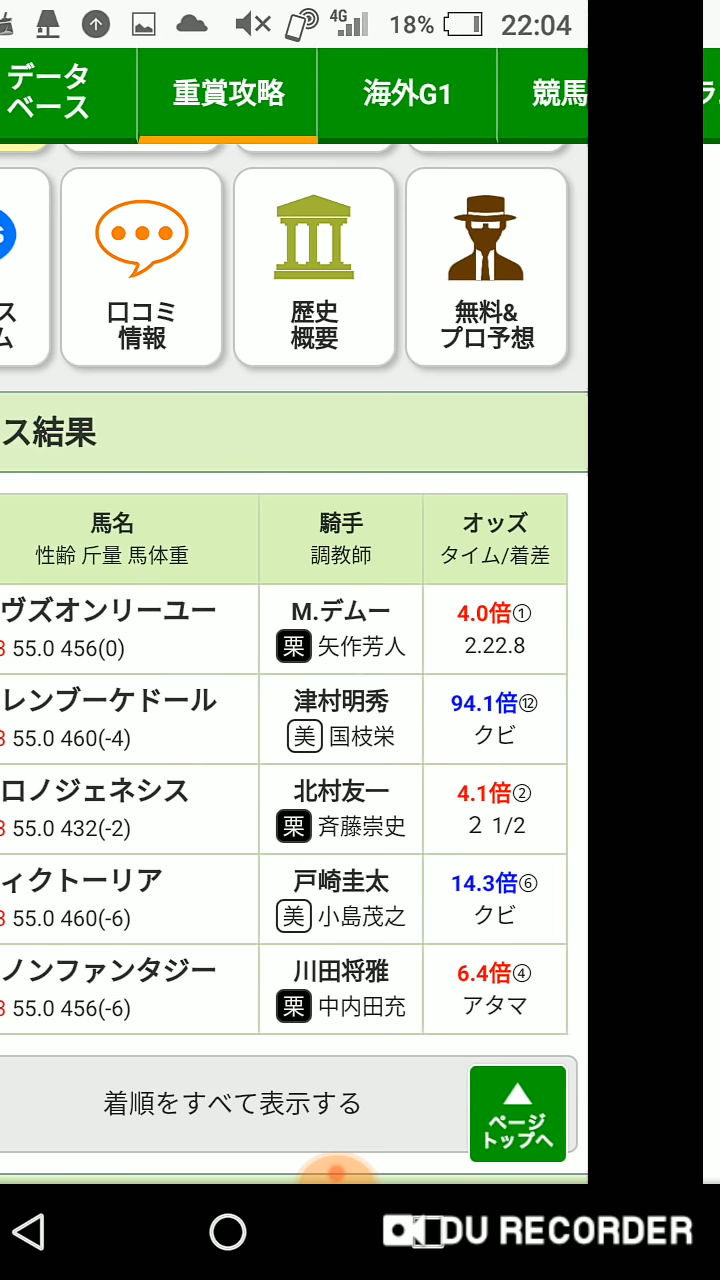 4G 18% 22:04
データ
ベース
重賞攻略
海外G1
競馬
ス
ム
口コミ
情報
歴史
概要
無料&
プロ予想
ス結果
馬名
性齢 斤量 馬体重
騎手
調教師
オッズ
タイム/着差
ヴズオンリーユー
3 55.0 456(0)
M.デムー
栗 矢作芳人
4.0倍①
2.22.8
レンブーケドール
3 55.0 460(-4)
津村明秀
美 国枝栄
94.1倍⑫
クビ
ロノジェネシス
3 55.0 432(-2)
北村友一
栗 斉藤崇史
4.1倍②
2 1/2
ィクトーリア
3 55.0 460(-6)
戸崎圭太
美 小島茂之
14.3倍⑥
クビ
ノンファンタジー
3 55.0 456(-6)
川田将雅
栗 中内田充
6.4倍④
アタマ
着順をすべて表示する
ページ
トップへ
DU RECORDER